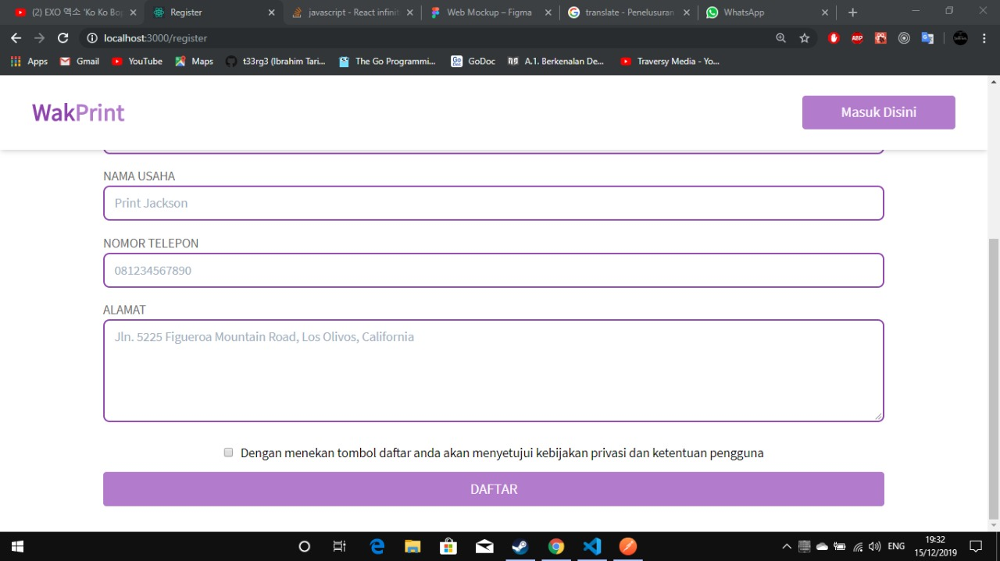 (2) EXO 엑소 'Ko Ko Bop
Register
javascript - React infinit
Web Mockup – Figma
translate - Penelusuran
WhatsApp
localhost:3000/register
ABP
Apps
Gmail
YouTube
Maps
t33rg3 (Ibrahim Tari...
The Go Programmi...
GoDoc
A.1. Berkenalan De...
Traversy Media - Yo...
WakPrint
Masuk Disini
NAMA USAHA
Print Jackson
NOMOR TELEPON
081234567890
ALAMAT
Jln. 5225 Figueroa Mountain Road, Los Olivos, California
Dengan menekan tombol daftar anda akan menyetujui kebijakan privasi dan ketentuan pengguna
DAFTAR
ENG
19:32
15/12/2019